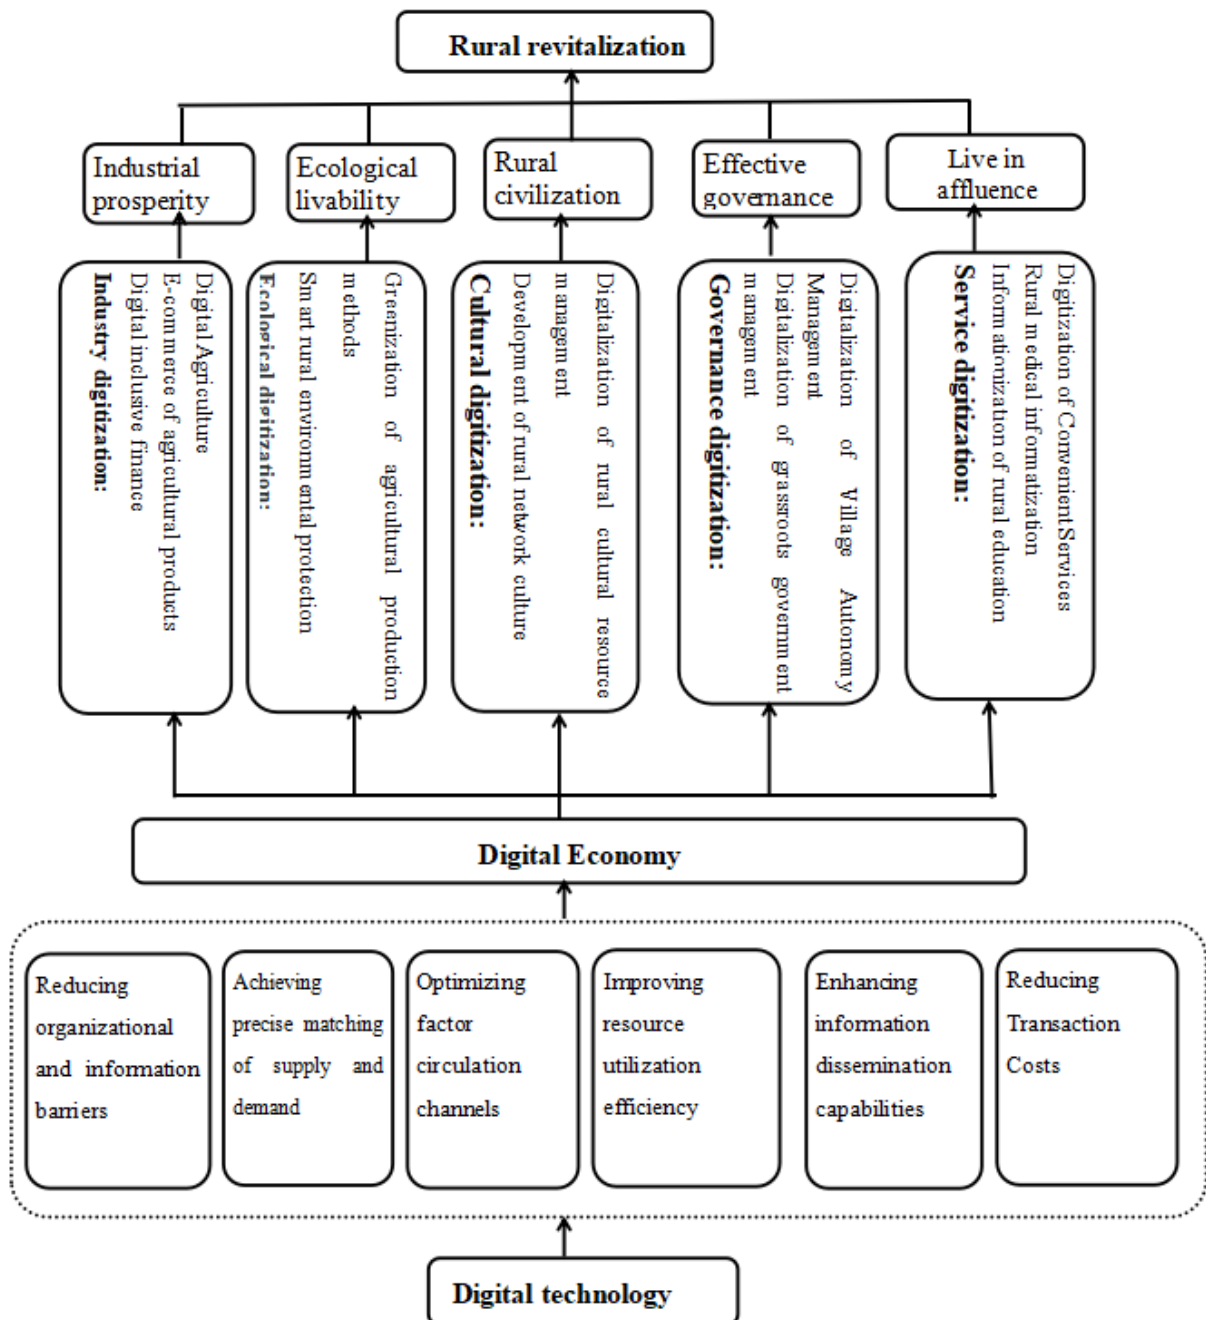 Rural revitalization
Industrial
prosperity
Ecological
livability
Rural
civilization
Effective
governance
Live in
affluence
Digital Agriculture
E-commerce of agricultural products
Digital inclusive finance
Industry digitization:
Greenization of agricultural production
methods
Smart rural environmental protection
Ecological digitization:
Digitalization of rural cultural resource
management
Development of rural network culture
Cultural digitization:
Digitalization of Village Autonomy
Management
Digitalization of grassroots government
management
Governance digitization:
Digitization of Convenient Services
Rural medical informatization
Informationization of rural education
Service digitization:
Digital Economy
Reducing
organizational
and information
barriers
Achieving
precise matching
of supply and
demand
Optimizing
factor
circulation
channels
Improving
resource
utilization
efficiency
Enhancing
information
dissemination
capabilities
Reducing
Transaction
Costs
Digital technology